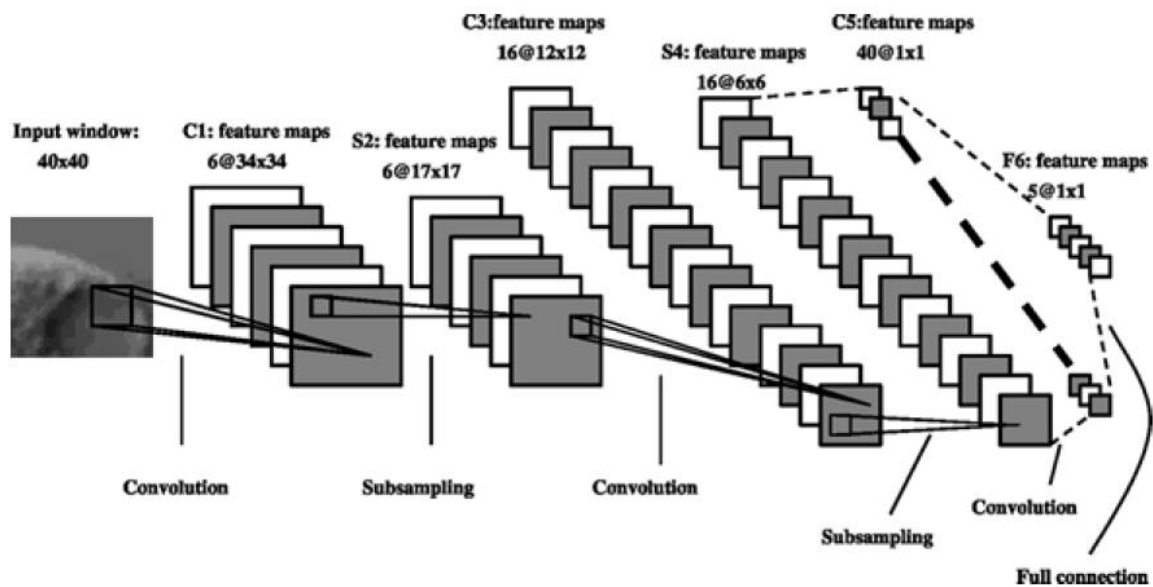 Input window:
40x40
C1: feature maps
6@34x34
S2: feature maps
6@17x17
C3:feature maps
16@12x12
S4: feature maps
16@6x6
C5:feature maps
40@1x1
F6: feature maps
5@1x1
Convolution
Subsampling
Convolution
Subsampling
Convolution
Full connection